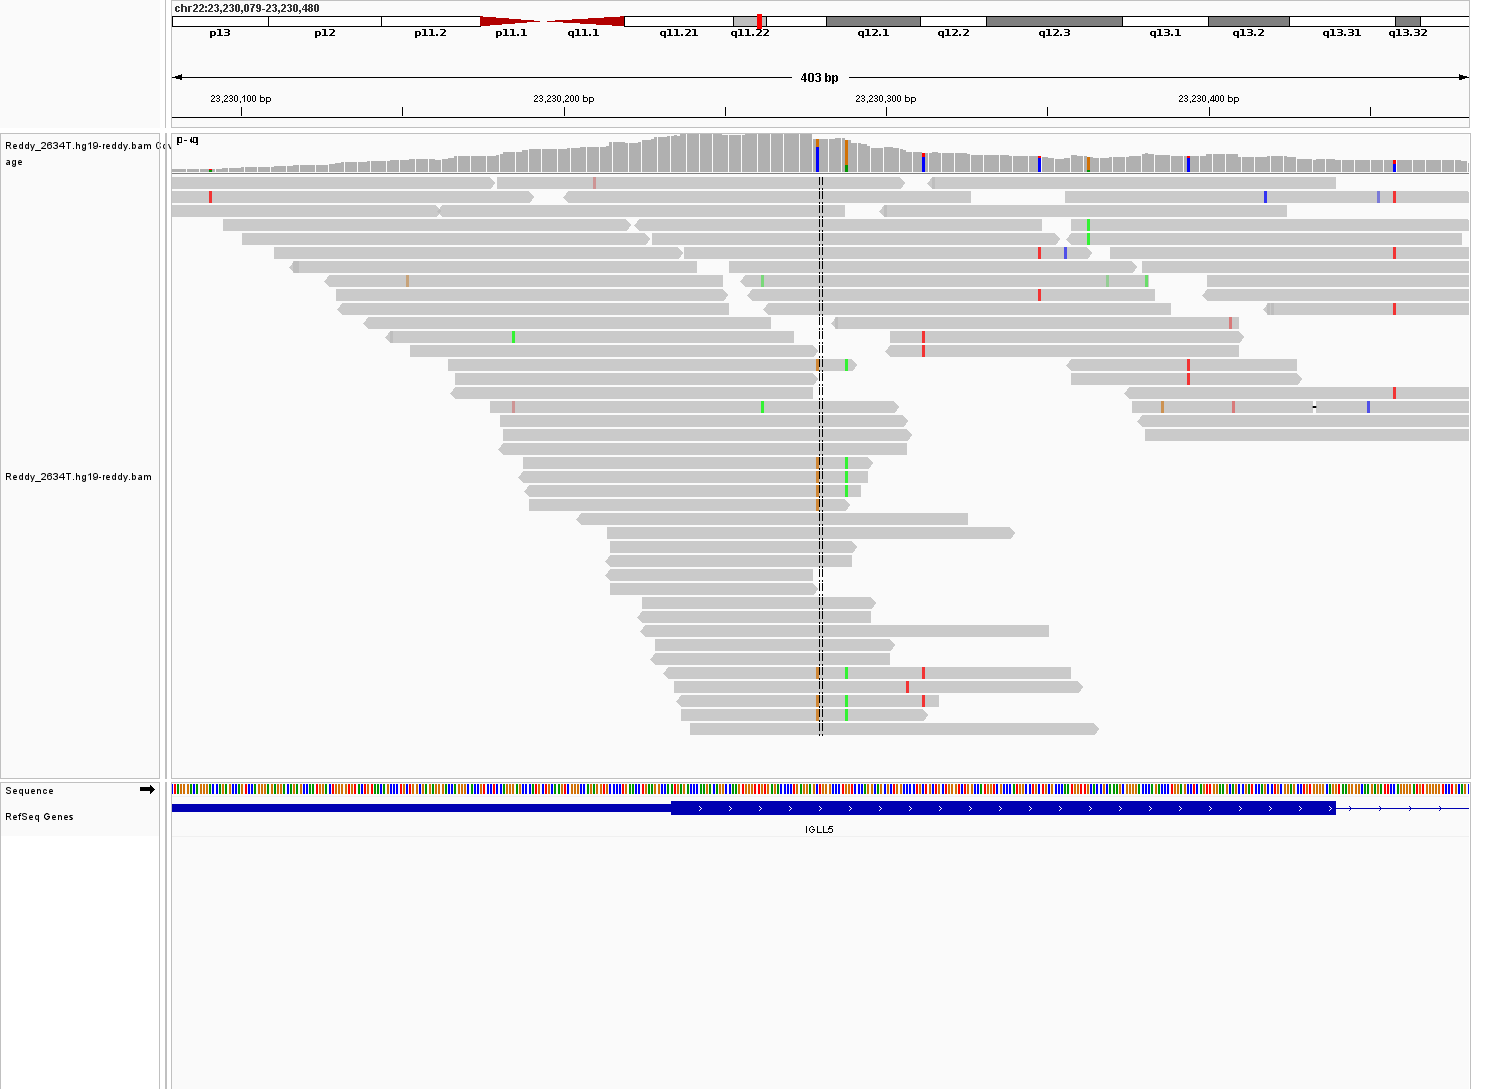 chr22:23,230,079-23,230,480
p13 p12 p11.2 p11.1 q11.1 q11.21 q11.22 q12.1 q12.2 q12.3 q13.1 q13.2 q13.31 q13.32
403 bp
23,230,100 bp 23,230,200 bp 23,230,300 bp 23,230,400 bp
Reddy_2634T.hg19-reddy.bam
age
Reddy_2634T.hg19-reddy.bam
Sequence
RefSeq Genes
IGLL5